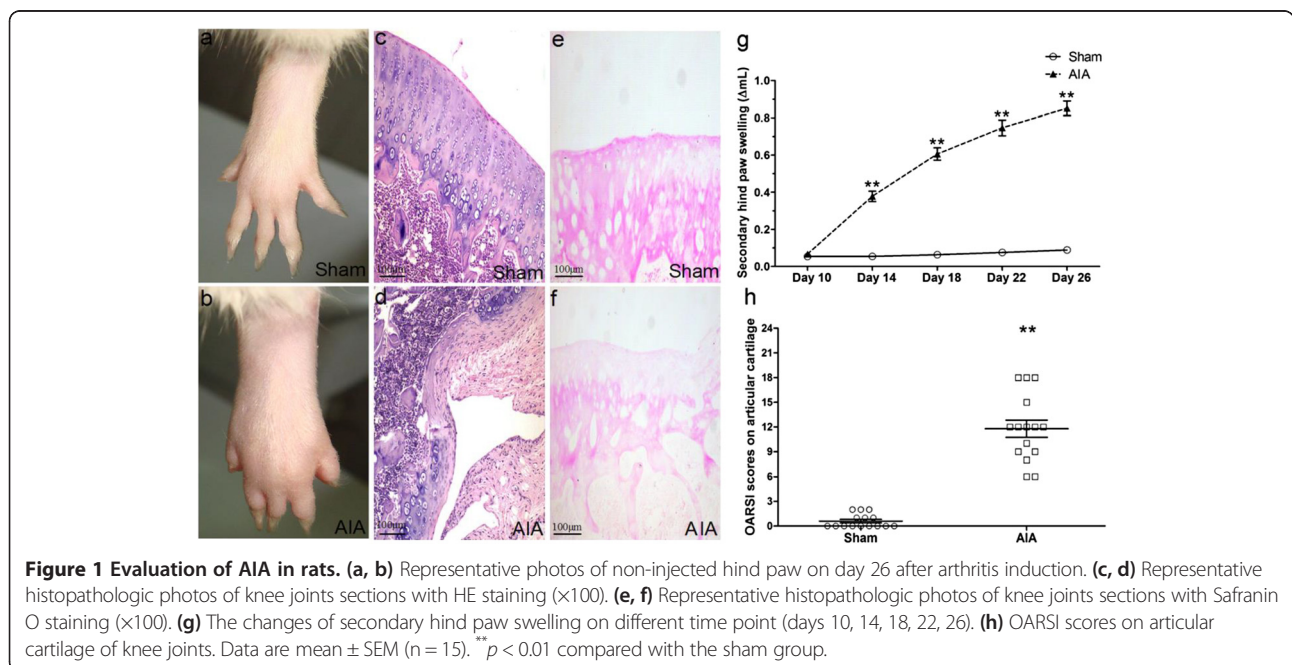 a
Sham
c
100μm
Sham
e
100μm
Sham
b
AIA
d
100μm
AIA
f
100μm
AIA
g
Sham
AIA
Secondary hind paw swelling (ΔmL)
1.0
0.8
0.6
0.4
0.2
0.0
**
**
**
**
Day 10 Day 14 Day 18 Day 22 Day 26
h
OARSI scores on articular cartilage
24
21
18
15
12
9
6
3
0
**
Sham AIA
Figure 1 Evaluation of AIA in rats. (a, b) Representative photos of non-injected hind paw on day 26 after arthritis induction. (c, d) Representative
histopathologic photos of knee joints sections with HE staining (×100). (e, f) Representative histopathologic photos of knee joints sections with Safranin
O staining (×100). (g) The changes of secondary hind paw swelling on different time point (days 10, 14, 18, 22, 26). (h) OARSI scores on articular
cartilage of knee joints. Data are mean ± SEM (n = 15). **p < 0.01 compared with the sham group.